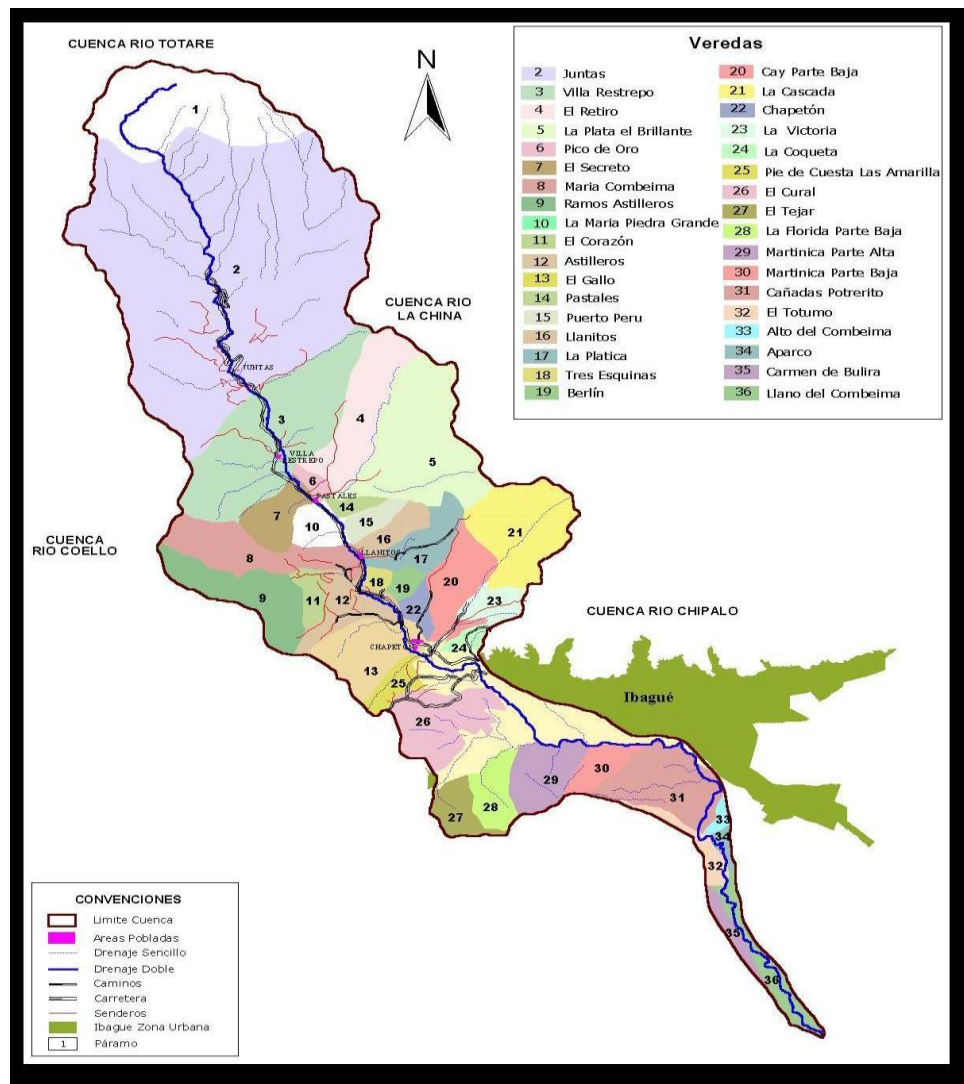 CUENCA RIO TOTARE
N
Veredas
2 Juntas
3 Villa Restrepo
4 El Retiro
5 La Plata el Brillante
6 Pico de Oro
7 El Secreto
8 Maria Combeima
9 Ramos Astilleros
10 La Maria Piedra Grande
11 El Corazón
12 Astilleros
13 El Gallo
14 Pastales
15 Puerto Peru
16 Llanitos
17 La Platica
18 Tres Esquinas
19 Berlín
20 Cay Parte Baja
21 La Cascada
22 Chapetón
23 La Victoria
24 La Coqueta
25 Pie de Cuesta Las Amarilla
26 El Cural
27 El Tejar
28 La Florida Parte Baja
29 Martinica Parte Alta
30 Martinica Parte Baja
31 Cañadas Potrerito
32 El Totumo
33 Alto del Combeima
34 Aparco
35 Carmen de Bulira
36 Llano del Combeima
1
2
CUENCA RIO
LA CHINA
JUNTAS
3
4
VILLA
RESTREPO
5
6
PASTALES
14
7
10
15
16
21
CUENCA
RIO COELLO
LLANITOS
17
8
18
19
20
9
11
12
22
23
CUENCA RIO CHIPALO
CHAPETON
24
13
25
Ibagué
26
29
30
31
27
28
33
34
32
35
36
CONVENCIONES
Limite Cuenca
Areas Pobladas
Drenaje Sencillo
Drenaje Doble
Caminos
Carretera
Senderos
Ibague Zona Urbana
1 Páramo